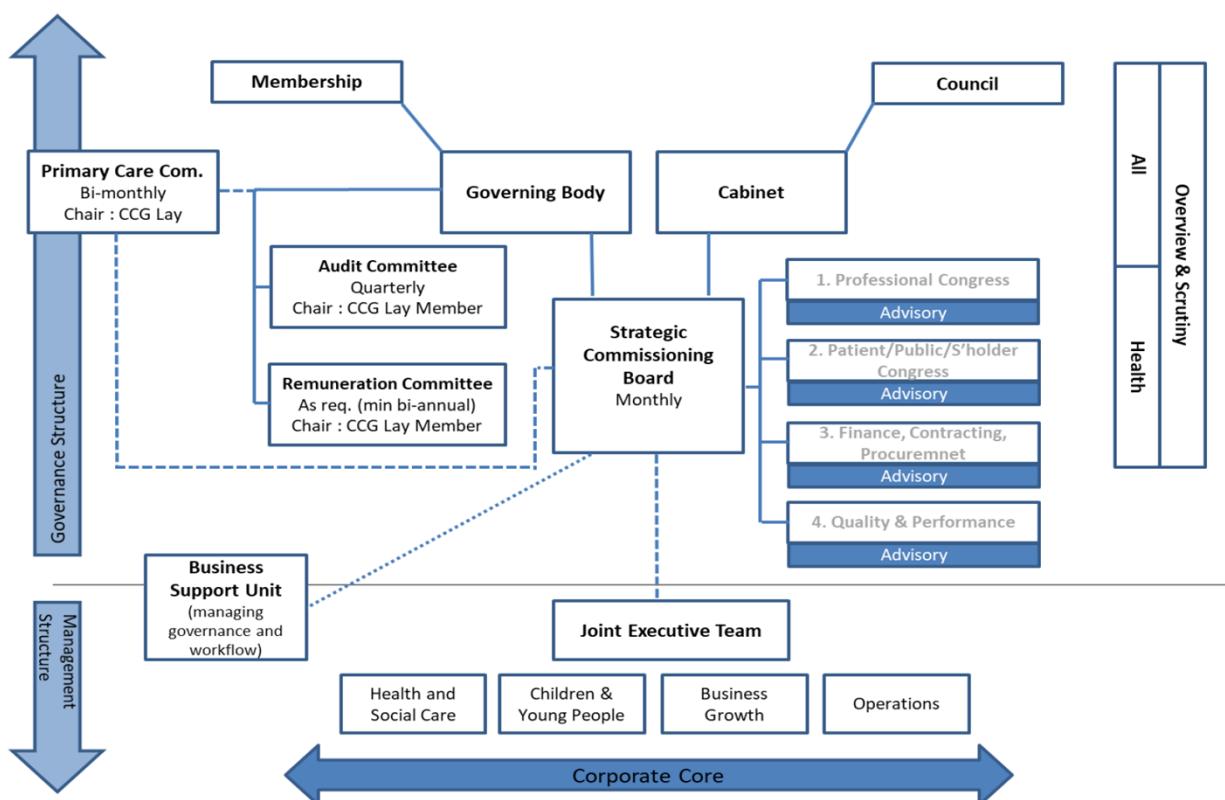 Membership
Council
Primary Care Com.
Bi-monthly
Chair : CCG Lay
Governing Body
Cabinet
All
Overview & Scrutiny
Health
Audit Committee
Quarterly
Chair : CCG Lay Member
Remuneration Committee
As req. (min bi-annual)
Chair : CCG Lay Member
Strategic
Commissioning
Board
Monthly
1. Professional Congress
Advisory
2. Patient/Public/S'holder
Congress
Advisory
3. Finance, Contracting,
Procuremnet
Advisory
4. Quality & Performance
Advisory
Governance Structure
Management
Structure
Business
Support Unit
(managing
governance and
workflow)
Joint Executive Team
Health and
Social Care
Children &
Young People
Business
Growth
Operations
Corporate Core